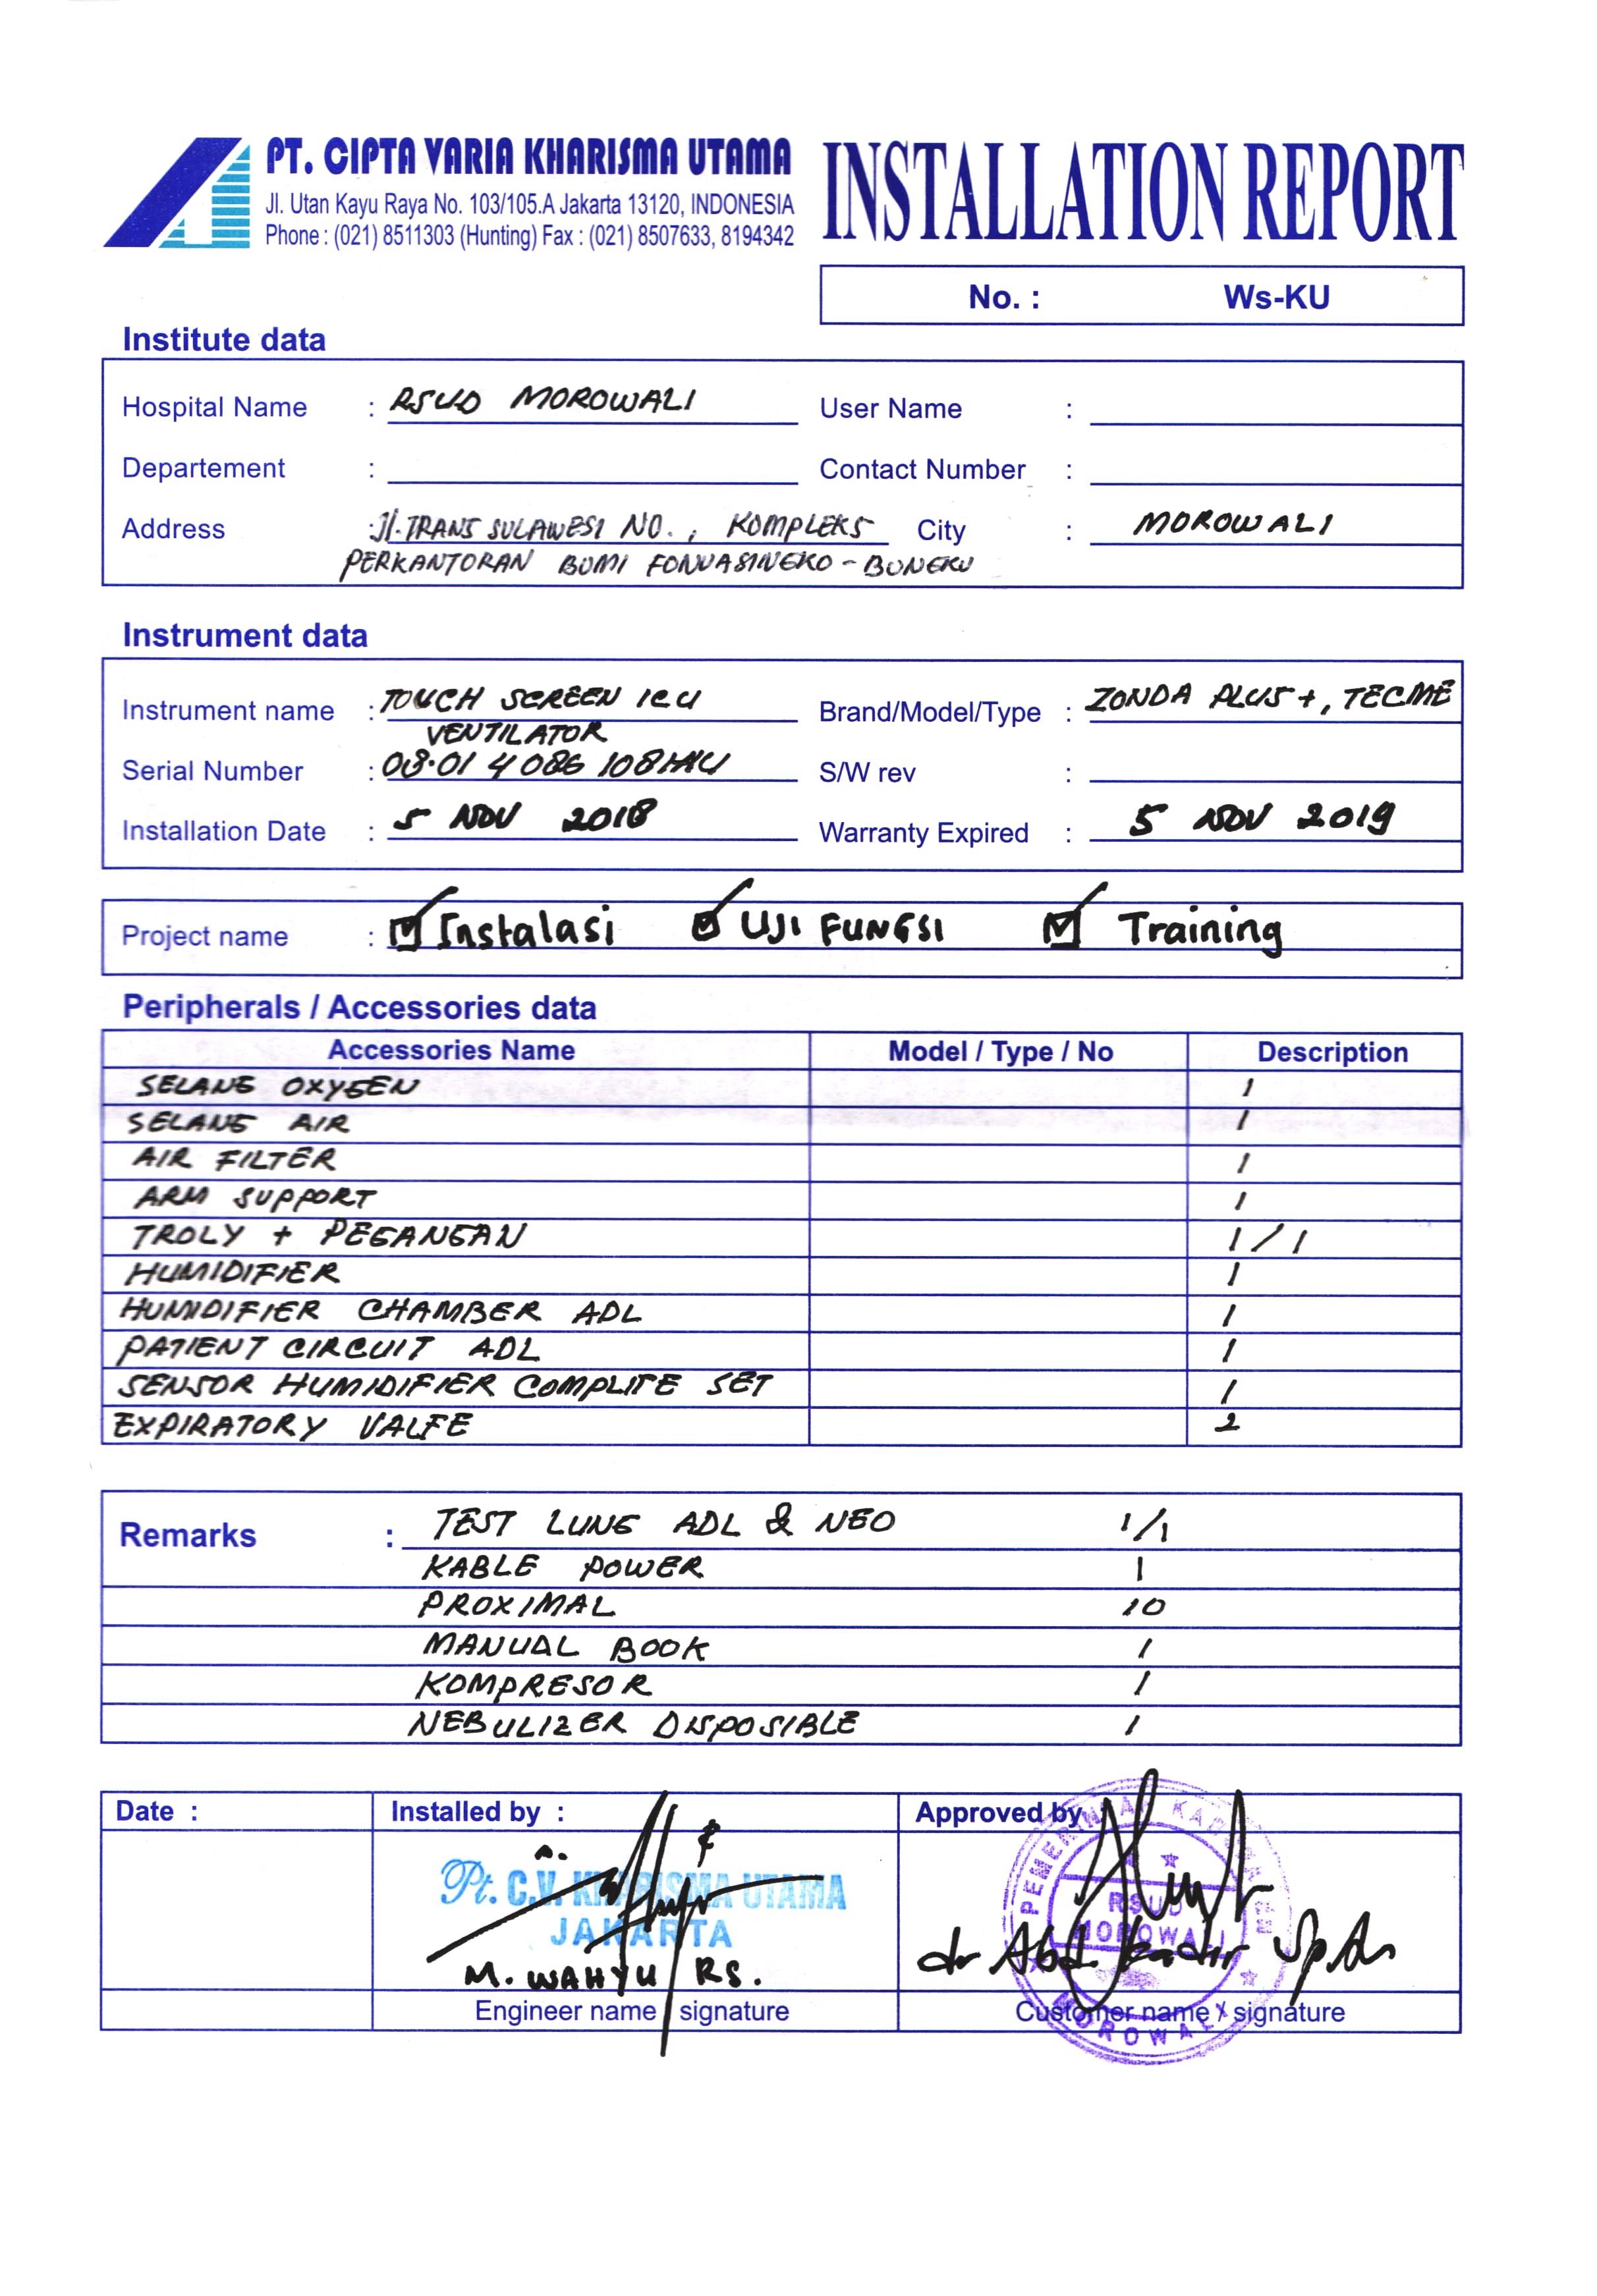 PT. CIPTA VARIA KHARISMA UTAMA
Jl. Utan Kayu Raya No. 103/105.A Jakarta 13120, INDONESIA
Phone : (021) 8511303 (Hunting) Fax : (021) 8507633, 8194342
INSTALLATION REPORT
No. : Ws-KU
Institute data
Hospital Name : RSUD MOROWALI User Name :
Departement : Contact Number :
Address : Jl. TRANS SULAWESI NO. , KOMPLEKS City : MOROWALI
PERKANTORAN BUMI FONUASINGKO - BUNGKU
Instrument data
Instrument name : TOUCH SCREEN ICU Brand/Model/Type : ZONDA PLUS +, TECME
VENTILATOR
Serial Number : 08.01 4 086 108 S/W rev :
Installation Date : 5 NOV 2018 Warranty Expired : 5 NOV 2019
Project name : Instalasi UJI FUNGSI Training
Peripherals / Accessories data
Accessories Name Model / Type / No Description
SELANG OXYGEN 1
SELANG AIR 1
AIR FILTER 1
ARM SUPPORT 1
TROLY + PEGANGAN 1 / 1
HUMIDIFIER 1
HUMIDIFIER CHAMBER ADL 1
PATIENT CIRCUIT ADL 1
SENSOR HUMIDIFIER COMPLITE SET 1
EXPIRATORY VALFE 2
Remarks : TEST LUNG ADL & NEO 1/1
KABLE POWER 1
PROXIMAL 10
MANUAL BOOK 1
KOMPRESOR 1
NEBULIZER DISPOSIBLE 1
Date : Installed by : Approved by
Pt. C.V. KHARISMA UTAMA
JAKARTA
M. WAHYU RS.
PEMERINTAH KABUPATEN
RSUD
MOROWALI
MOROWALI
dr Abd. kadir Sp.An
Engineer name / signature Customer name / signature